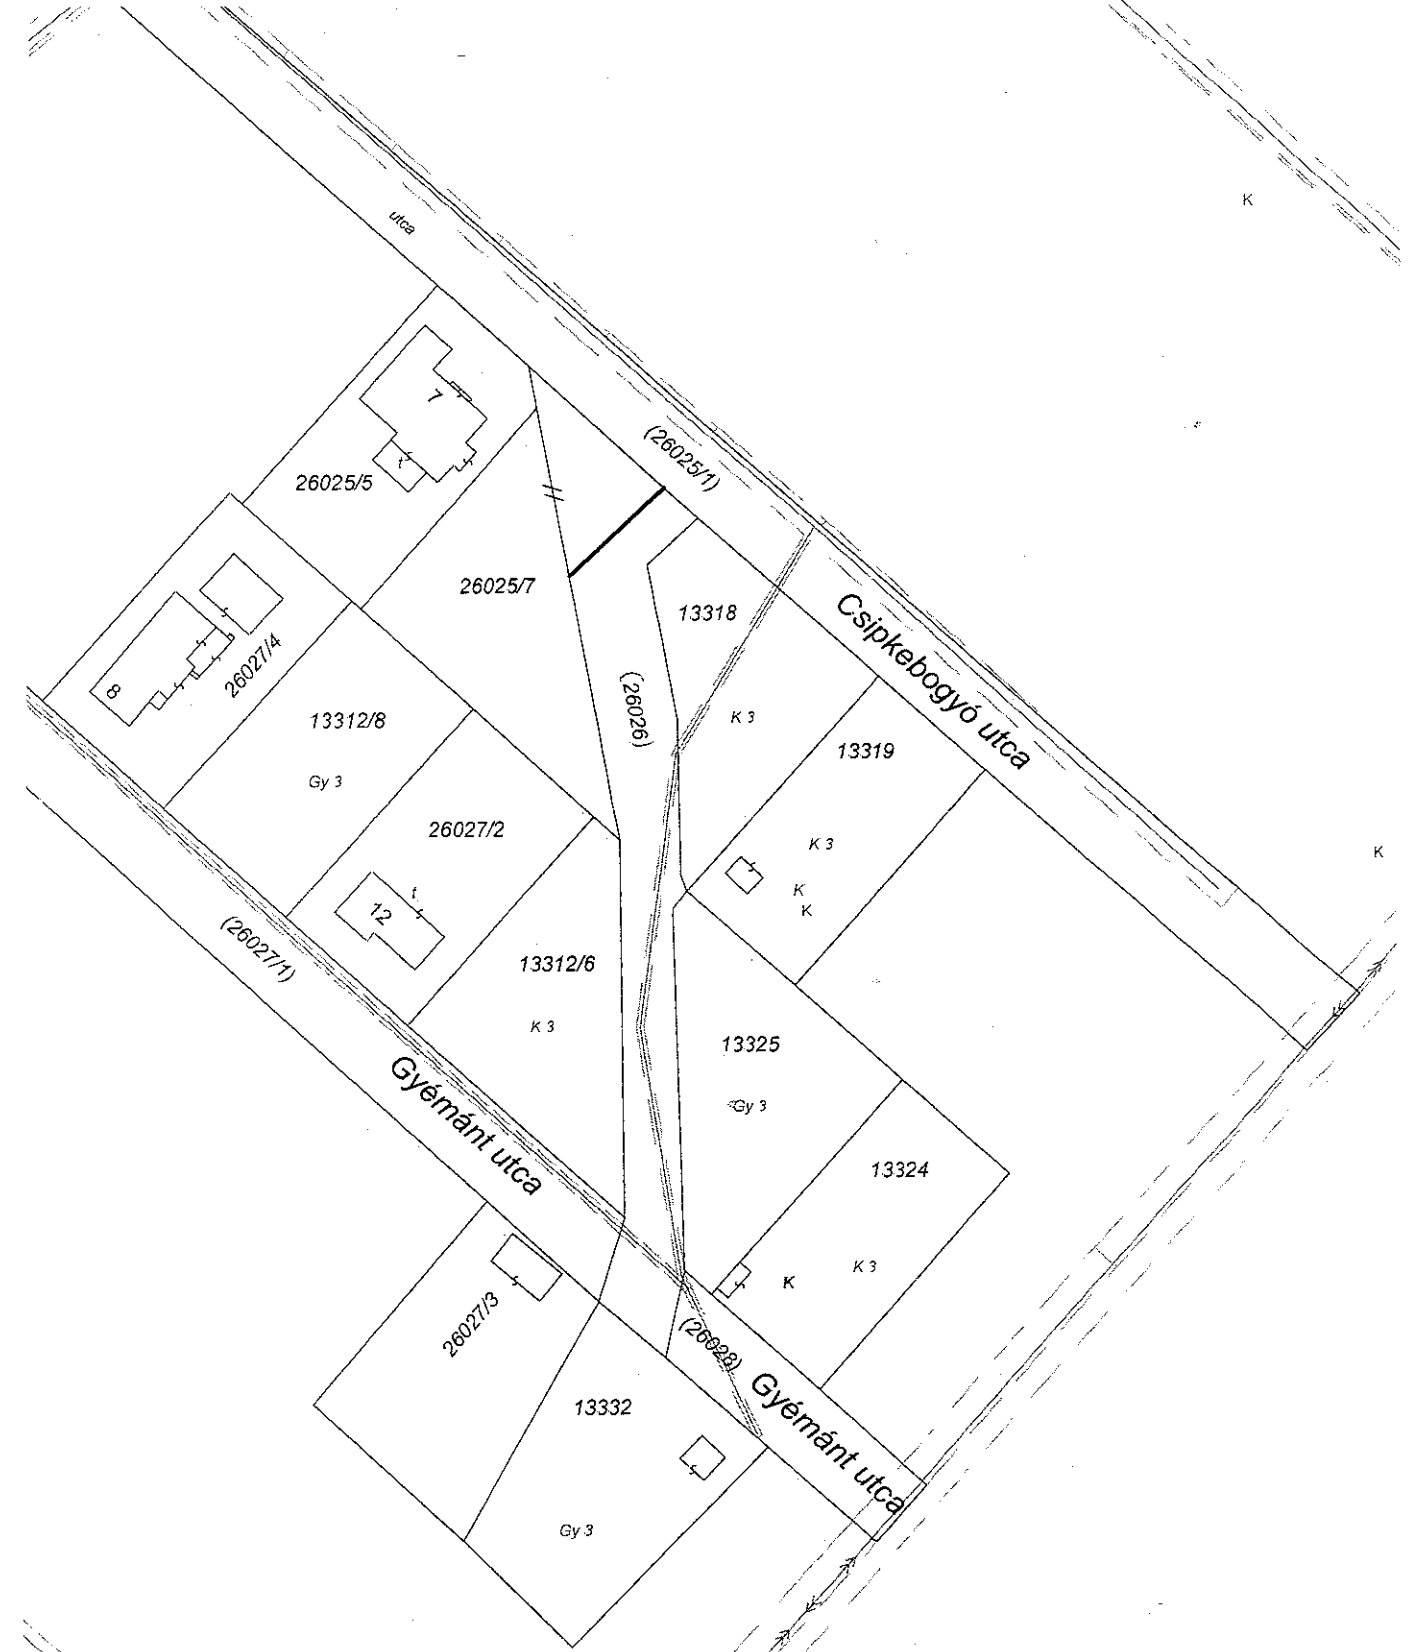 K
utca
(26025/1)
7
t
26025/5
26025/7
13318
Csipkebogyó utca
8
26027/4
(26026)
K 3
13312/8
13319
Gy 3
26027/2
K 3
K
t
12
K
K
(26027/1)
13312/6
K 3
13325
Gyémánt utca
Gy 3
13324
K
K 3
26027/3
(26028)
Gyémánt utca
13332
Gy 3